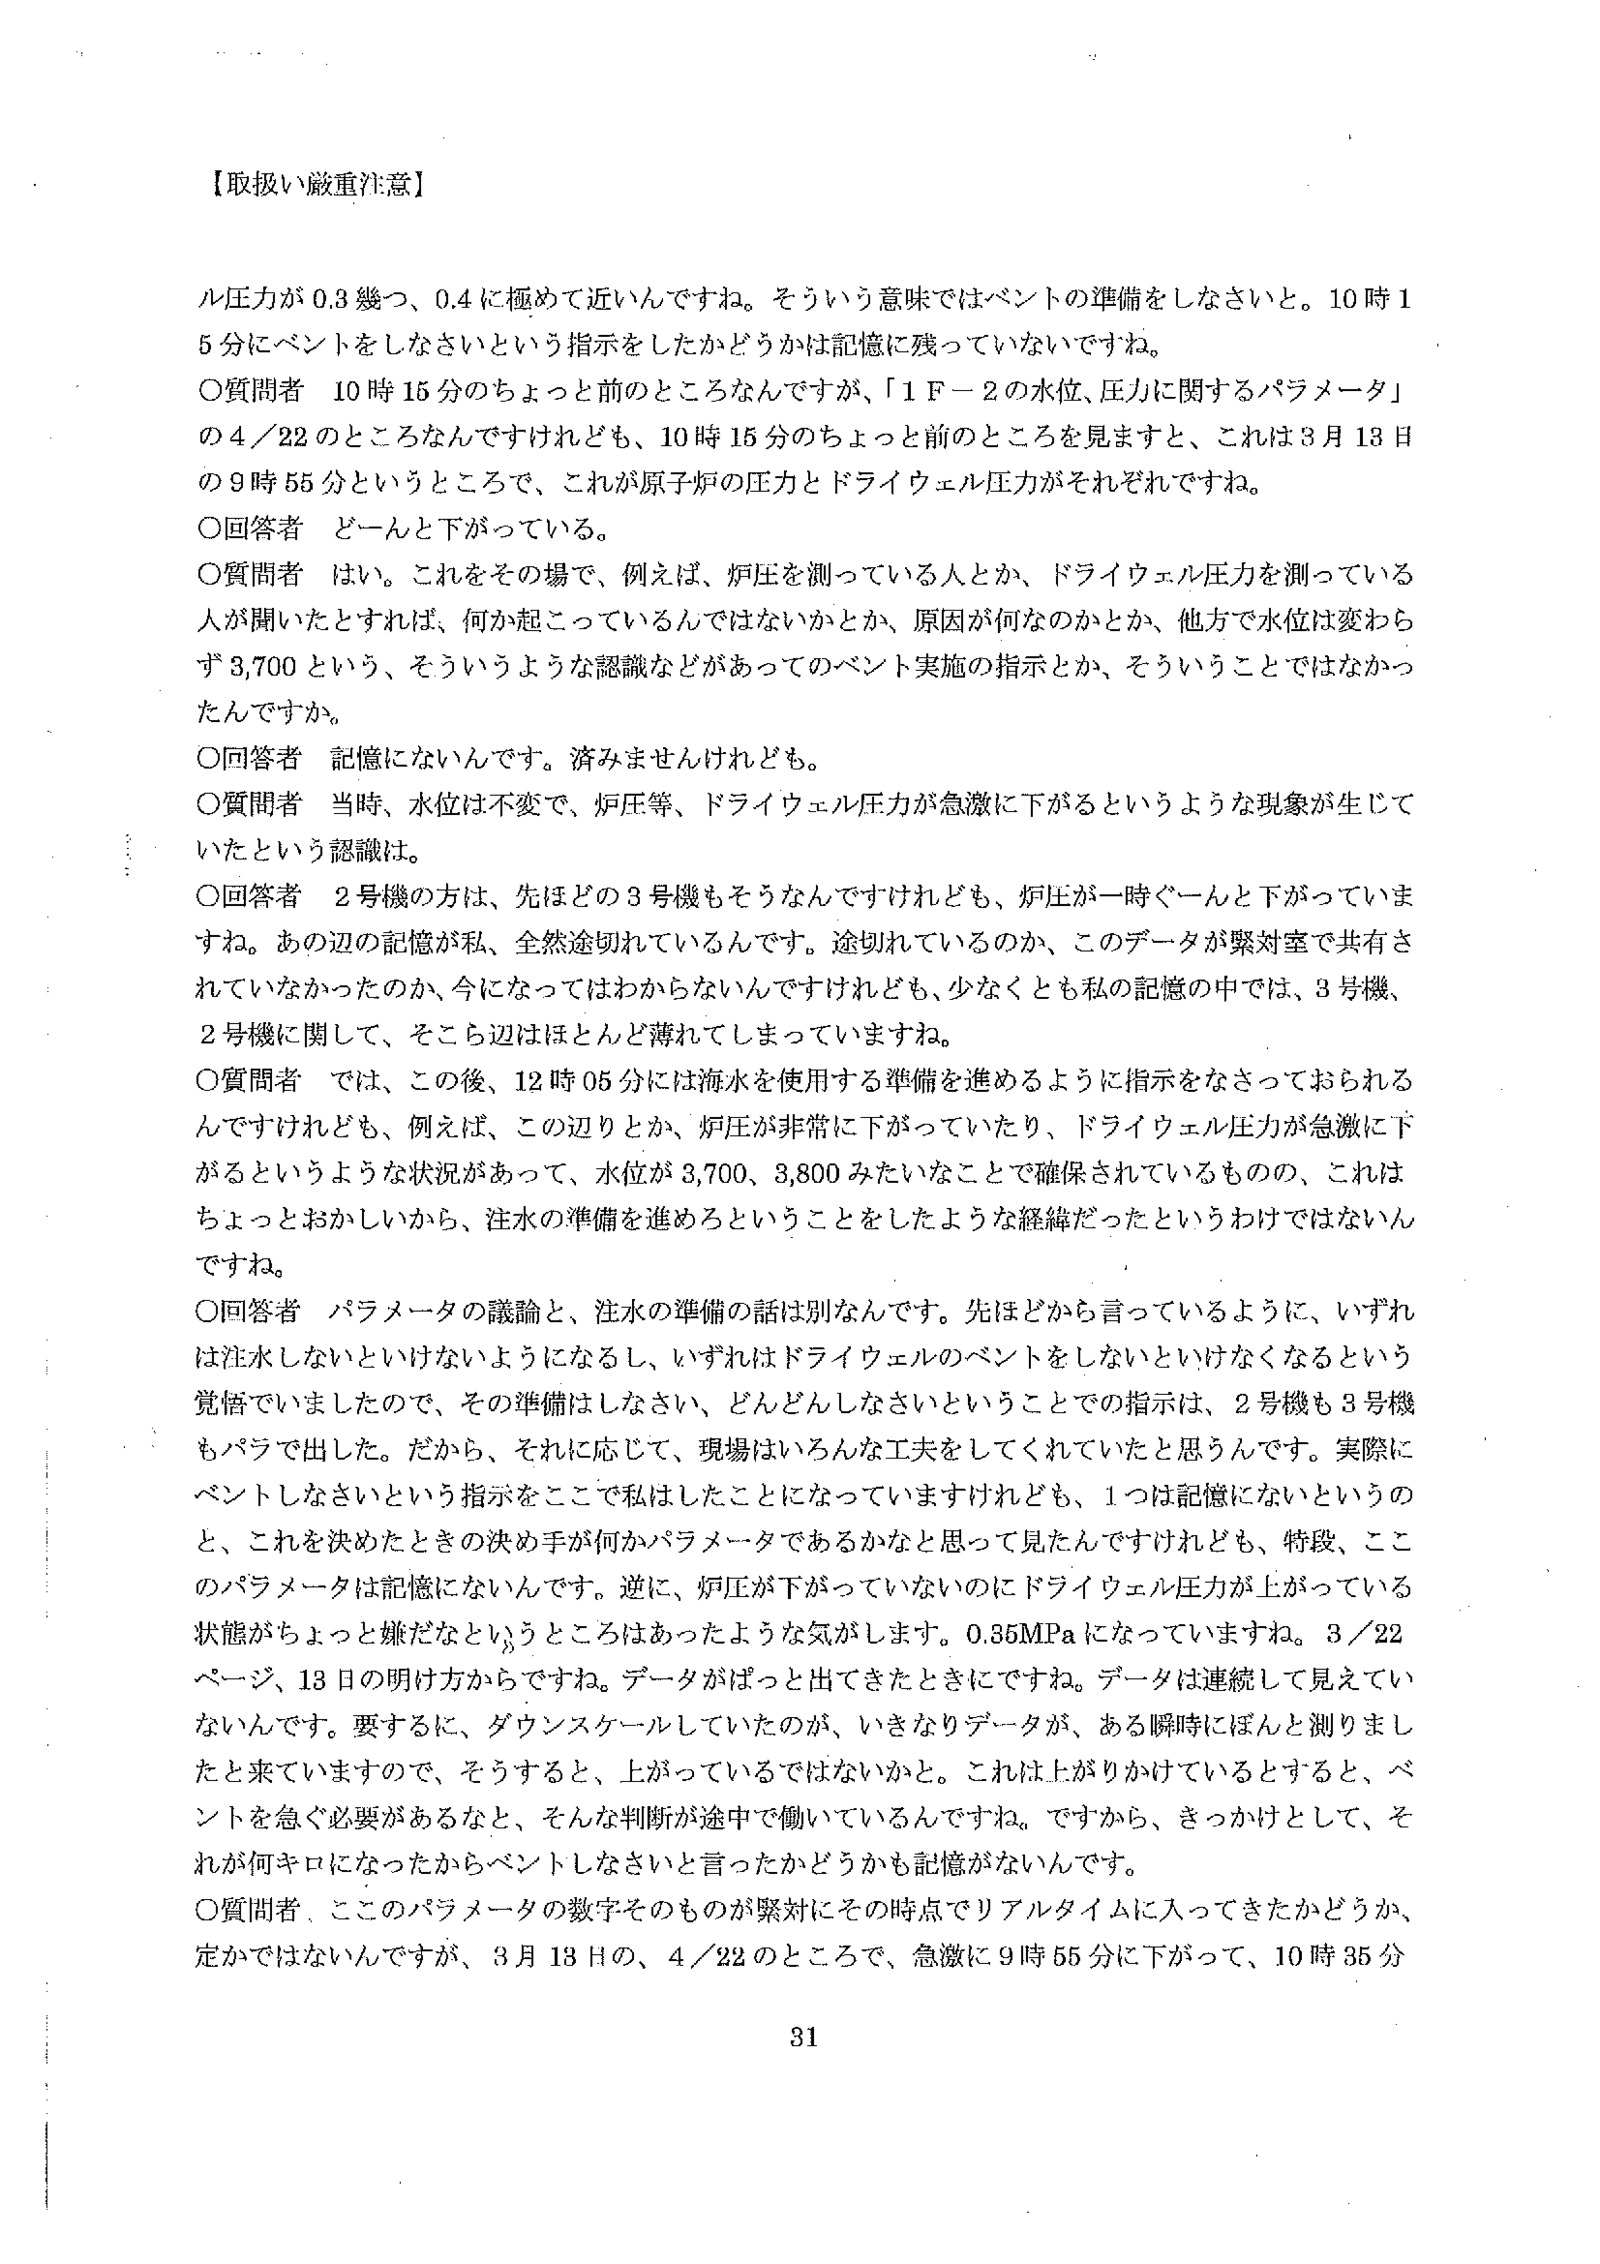 【取扱い厳重注意】
ル圧力が 0.3 幾つ、0.4 に極めて近いんですね。そういう意味ではベントの準備をしなさいと。10 時 1
5 分にベントをしなさいという指示をしたかどうかは記憶に残っていないですね。
○質問者　10 時 15 分のちょっと前のところなんですが、「１Ｆ－２の水位、圧力に関するパラメータ」
の４／22 のところなんですけれども、10 時 15 分のちょっと前のところを見ますと、これは３月 13 日
の９時 55 分というところで、これが原子炉の圧力とドライウェル圧力がそれぞれですね。
○回答者　どーんと下がっている。
○質問者　はい。これをその場で、例えば、炉圧を測っている人とか、ドライウェル圧力を測っている
人が聞いたとすれば、何か起こっているんではないかとか、原因が何なのかとか、他方で水位は変わら
ず 3,700 という、そういうような認識などがあってのベント実施の指示とか、そういうことではなかっ
たんですか。
○回答者　記憶にないんです。済みませんけれども。
○質問者　当時、水位は不変で、炉圧等、ドライウェル圧力が急激に下がるというような現象が生じて
いたという認識は。
○回答者　２号機の方は、先ほどの３号機もそうなんですけれども、炉圧が一時ぐーんと下がっていま
すね。あの辺の記憶が私、全然途切れているんです。途切れているのか、このデータが緊対室で共有さ
れていなかったのか、今になってはわからないんですけれども、少なくとも私の記憶の中では、３号機、
２号機に関して、そこら辺はほとんど薄れてしまっていますね。
○質問者　では、この後、12 時 05 分には海水を使用する準備を進めるように指示をなさっておられる
んですけれども、例えば、この辺りとか、炉圧が非常に下がっていたり、ドライウェル圧力が急激に下
がるというような状況があって、水位が 3,700、3,800 みたいなことで確保されているものの、これは
ちょっとおかしいから、注水の準備を進めろということをしたような経緯だったというわけではないん
ですね。
○回答者　パラメータの議論と、注水の準備の話は別なんです。先ほどから言っているように、いずれ
は注水しないといけないようになるし、いずれはドライウェルのベントをしないといけなくなるという
覚悟でいましたので、その準備はしなさい、どんどんしなさいということでの指示は、２号機も３号機
もパラで出した。だから、それに応じて、現場はいろんな工夫をしてくれていたと思うんです。実際に
ベントしなさいという指示をここで私はしたことになっていますけれども、１つは記憶にないというの
と、これを決めたときの決め手が何かパラメータであるかなと思って見たんですけれども、特段、ここ
のパラメータは記憶にないんです。逆に、炉圧が下がっていないのにドライウェル圧力が上がっている
状態がちょっと嫌だなというところはあったような気がします。0.35MPa になっていますね。３／22
ページ、13 日の明け方からですね。データがぱっと出てきたときにですね。データは連続して見えてい
ないんです。要するに、ダウンスケールしていたのが、いきなりデータが、ある瞬時にぽんと測りまし
たと来ていますので、そうすると、上がっているではないかと。これは上がりかけているとすると、ベ
ントを急ぐ必要があるなと、そんな判断が途中で働いているんですね。ですから、きっかけとして、そ
れが何キロになったからベントしなさいと言ったかどうかも記憶がないんです。
○質問者　ここのパラメータの数字そのものが緊対にその時点でリアルタイムに入ってきたかどうか、
定かではないんですが、３月 13 日の、４／22 のところで、急激に９時 55 分に下がって、10 時 35 分
31